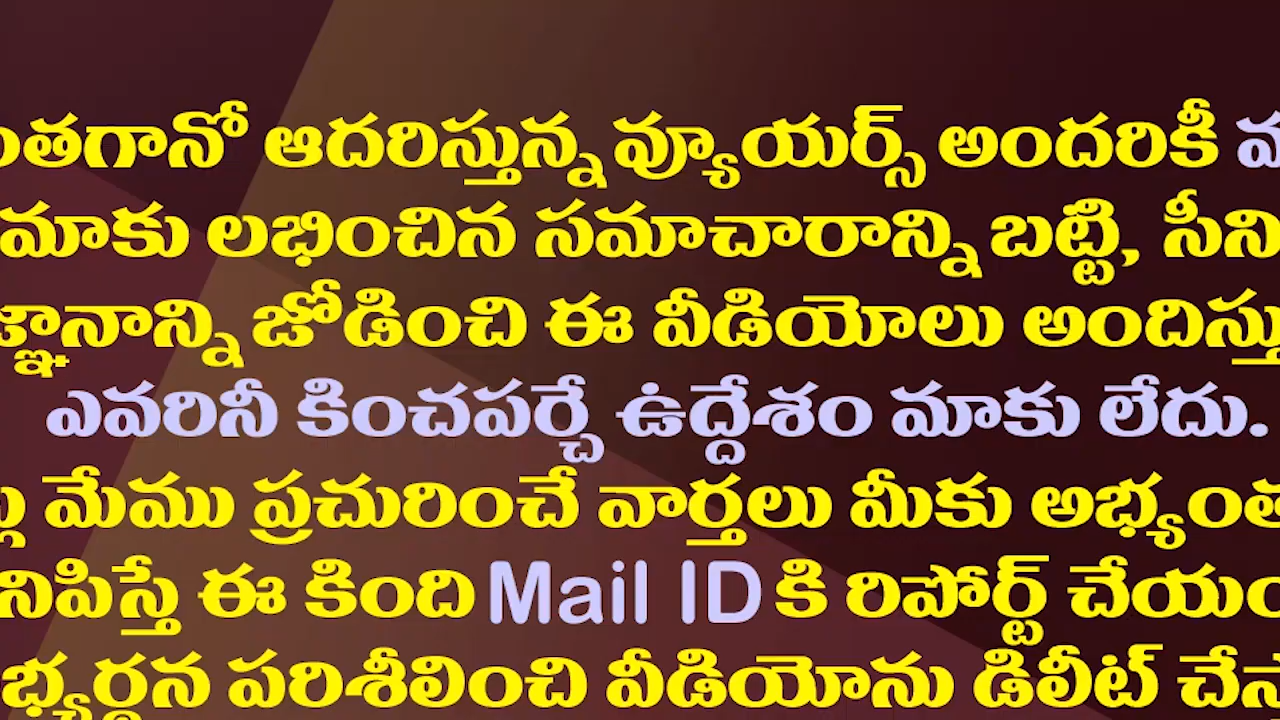 ఆదరిస్తున్న వ్యూయర్స్ అందరికీ
మాకు లభించిన సమాచారాన్ని బట్టి,
జోడించి ఈ వీడియోలు
ఎవరినీ కించపర్చే ఉద్దేశం మాకు లేదు.
మేము ప్రచురించే వార్తలు మీకు
ఈ కింది Mail ID కి రిపోర్ట్
పరిశీలించి వీడియోను డిలీట్